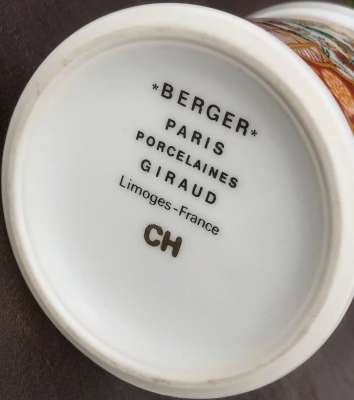 *BERGER*
PARIS
PORCELAINES
GIRAUD
Limoges-France
CH